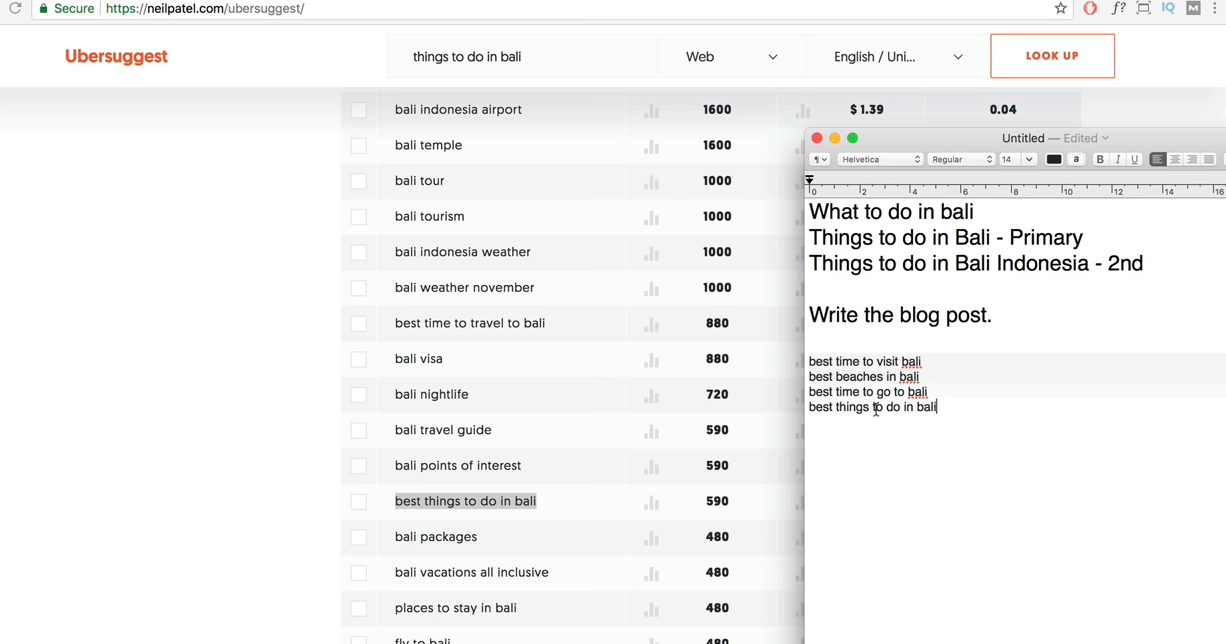 Secure https://neilpatel.com/ubersuggest/
f?
IQ
M
Ubersuggest
things to do in bali
Web
English / Uni...
LOOK UP
bali indonesia airport 1600 $ 1.39 0.04
bali temple 1600
bali tour 1000
bali tourism 1000
bali indonesia weather 1000
bali weather november 1000
best time to travel to bali 880
bali visa 880
bali nightlife 720
bali travel guide 590
bali points of interest 590
best things to do in bali 590
bali packages 480
bali vacations all inclusive 480
places to stay in bali 480
fly to bali 480
Untitled — Edited
¶ Helvetica Regular 14 a B I U
0 2 4 6 8 10 12 14 16
What to do in bali
Things to do in Bali - Primary
Things to do in Bali Indonesia - 2nd
Write the blog post.
best time to visit bali
best beaches in bali
best time to go to bali
best things to do in bali